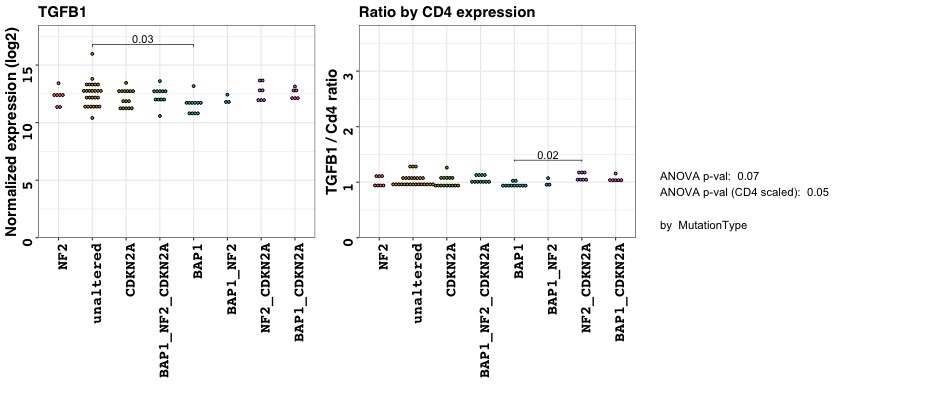 TGFB1
Normalized expression (log2)
15
10
5
0
0.03
NF2
unaltered
CDKN2A
BAP1_NF2_CDKN2A
BAP1
BAP1_NF2
NF2_CDKN2A
BAP1_CDKN2A
Ratio by CD4 expression
TGFB1 / Cd4 ratio
3
2
1
0
0.02
NF2
unaltered
CDKN2A
BAP1_NF2_CDKN2A
BAP1
BAP1_NF2
NF2_CDKN2A
BAP1_CDKN2A
ANOVA p-val: 0.07
ANOVA p-val (CD4 scaled): 0.05
by MutationType